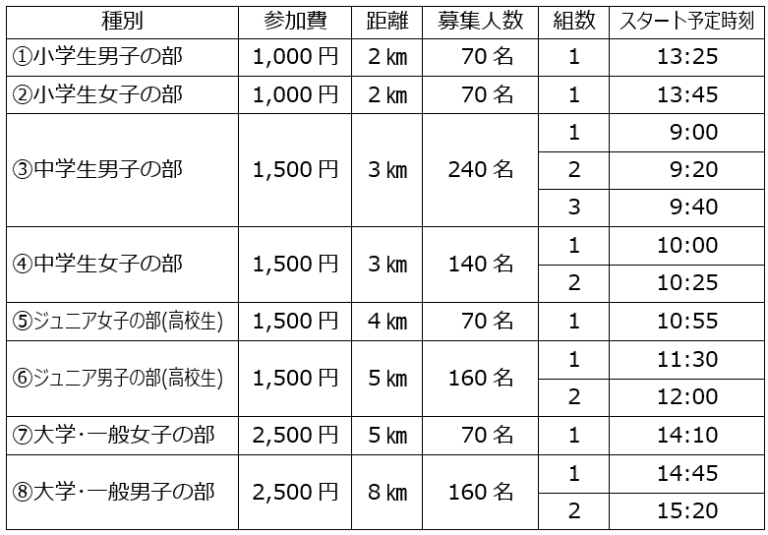 種別 参加費 距離 募集人数 組数 スタート予定時刻
①小学生男子の部 1,000 円 2 ㎞ 70 名 1 13:25
②小学生女子の部 1,000 円 2 ㎞ 70 名 1 13:45
③中学生男子の部 1,500 円 3 ㎞ 240 名 1 9:00
2 9:20
3 9:40
④中学生女子の部 1,500 円 3 ㎞ 140 名 1 10:00
2 10:25
⑤ジュニア女子の部(高校生) 1,500 円 4 ㎞ 70 名 1 10:55
⑥ジュニア男子の部(高校生) 1,500 円 5 ㎞ 160 名 1 11:30
2 12:00
⑦大学・一般女子の部 2,500 円 5 ㎞ 70 名 1 14:10
⑧大学・一般男子の部 2,500 円 8 ㎞ 160 名 1 14:45
2 15:20